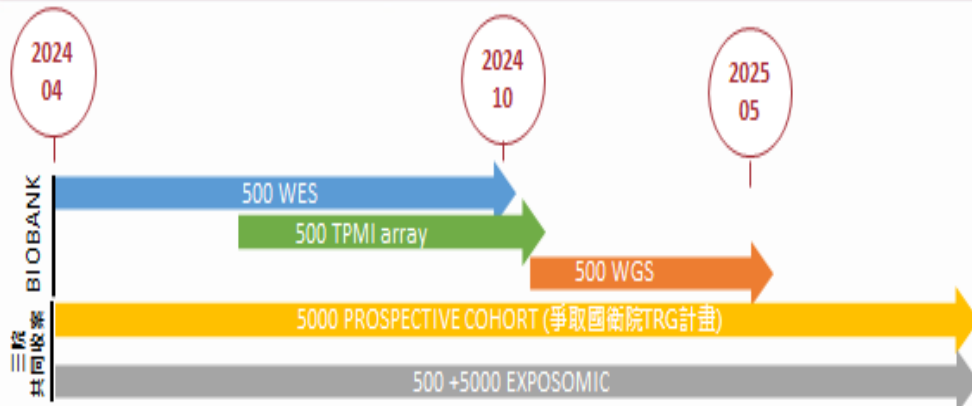 2024
04
2024
10
2025
05
BIOBANK
500 WES
500 TPMI array
500 WGS
三院
共同收案
5000 PROSPECTIVE COHORT (爭取國衛院TRG計畫)
500 +5000 EXPOSOMIC